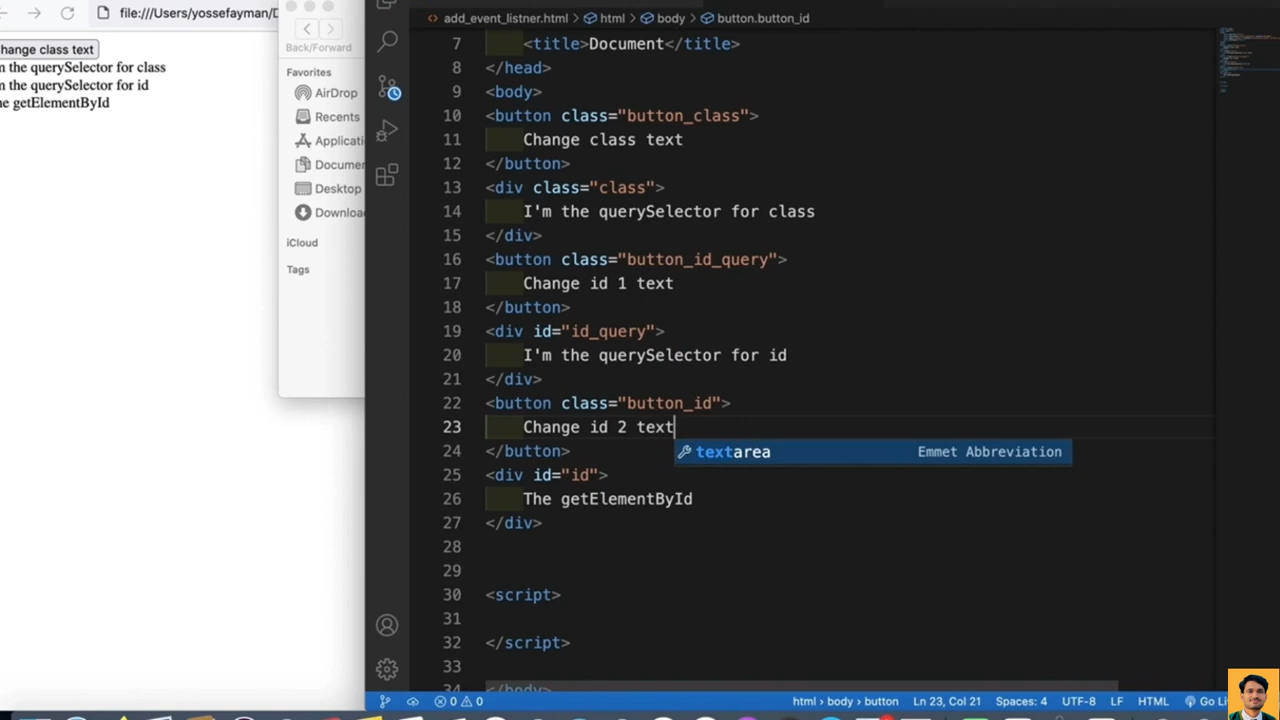 file:///Users/yossefayman/D
hange class text
m the querySelector for class
m the querySelector for id
he getElementById
Back/Forward
Favorites
AirDrop
Recents
Applicati
Documen
Desktop
Download
iCloud
Tags
add_event_listner.html > html > body > button.button_id
7 <title>Document</title>
8 </head>
9 <body>
10 <button class="button_class">
11 Change class text
12 </button>
13 <div class="class">
14 I'm the querySelector for class
15 </div>
16 <button class="button_id_query">
17 Change id 1 text
18 </button>
19 <div id="id_query">
20 I'm the querySelector for id
21 </div>
22 <button class="button_id">
23 Change id 2 text
textarea Emmet Abbreviation
24 </button>
25 <div id="id">
26 The getElementById
27 </div>
28
29
30 <script>
31
32 </script>
33
34 </body>
0 0 html > body > button Ln 23, Col 21 Spaces: 4 UTF-8 LF HTML Go Li